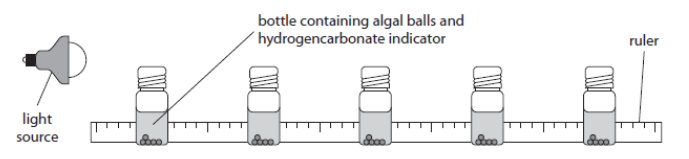 bottle containing algal balls and
hydrogencarbonate indicator
ruler
light
source